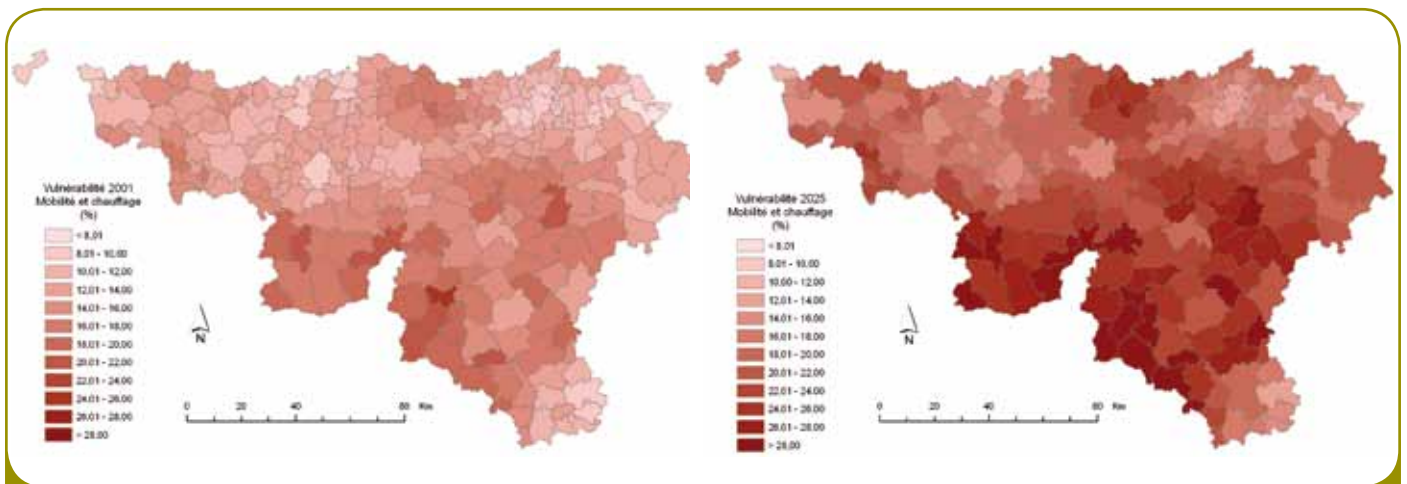 Vulnérabilité 2001
Mobilité et chauffage
(%)
< 8,01
8,01 - 10,00
10,01 - 12,00
12,01 - 14,00
14,01 - 16,00
16,01 - 18,00
18,01 - 20,00
20,01 - 22,00
22,01 - 24,00
24,01 - 26,00
26,01 - 28,00
> 28,00
N
0 20 40 80 Km
Vulnérabilité 2025
Mobilité et chauffage
(%)
< 8,01
8,01 - 10,00
10,00 - 12,00
12,01 - 14,00
14,01 - 16,00
16,01 - 18,00
18,01 - 20,00
20,01 - 22,00
22,01 - 24,00
24,01 - 26,00
26,01 - 28,00
> 28,00
N
0 20 40 80 Km